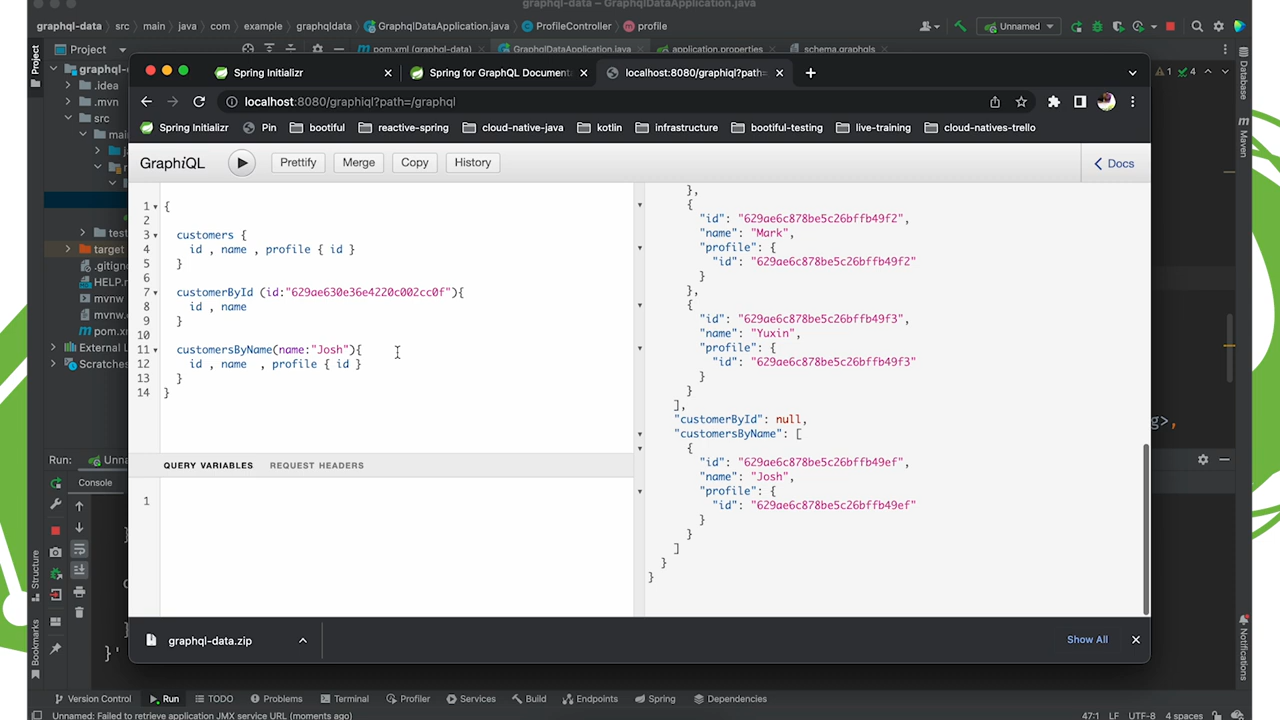 graphql-data – GraphqlDataApplication.java
graphql-data src main java com example graphqldata GraphqlDataApplication ProfileController profile
Unnamed
Project
Project
pom.xml (graphql-data) GraphqlDataApplication.java application.properties schema.graphqls
graphql-
.idea
.mvn
src
target
.gitig
HELP.r
mvnw
mvnw.
pom.xm
External L
Scratches
Spring Initializr
Spring for GraphQL Document
localhost:8080/graphiql?path=
localhost:8080/graphiql?path=/graphql
Spring Initializr Pin bootiful reactive-spring cloud-native-java kotlin infrastructure bootiful-testing live-training cloud-natives-trello
GraphiQL Prettify Merge Copy History Docs
1 {
2
3 customers {
4 id , name , profile { id }
5 }
6
7 customerById (id:"629ae630e36e4220c002cc0f"){
8 id , name
9 }
10
11 customersByName(name:"Josh"){
12 id , name , profile { id }
13 }
14 }
QUERY VARIABLES REQUEST HEADERS
1
},
{
"id": "629ae6c878be5c26bffb49f2",
"name": "Mark",
"profile": {
"id": "629ae6c878be5c26bffb49f2"
}
},
{
"id": "629ae6c878be5c26bffb49f3",
"name": "Yuxin",
"profile": {
"id": "629ae6c878be5c26bffb49f3"
}
}
],
"customerById": null,
"customersByName": [
{
"id": "629ae6c878be5c26bffb49ef",
"name": "Josh",
"profile": {
"id": "629ae6c878be5c26bffb49ef"
}
}
]
}
}
graphql-data.zip
Show All
1 4
Database
Maven
Notifications
g>,
Run: Unna
Console
}'
Structure
Bookmarks
Version Control Run TODO Problems Terminal Profiler Services Build Endpoints Spring Dependencies
Unnamed: Failed to retrieve application JMX service URL (moments ago)
47:1 LF UTF-8 4 spaces